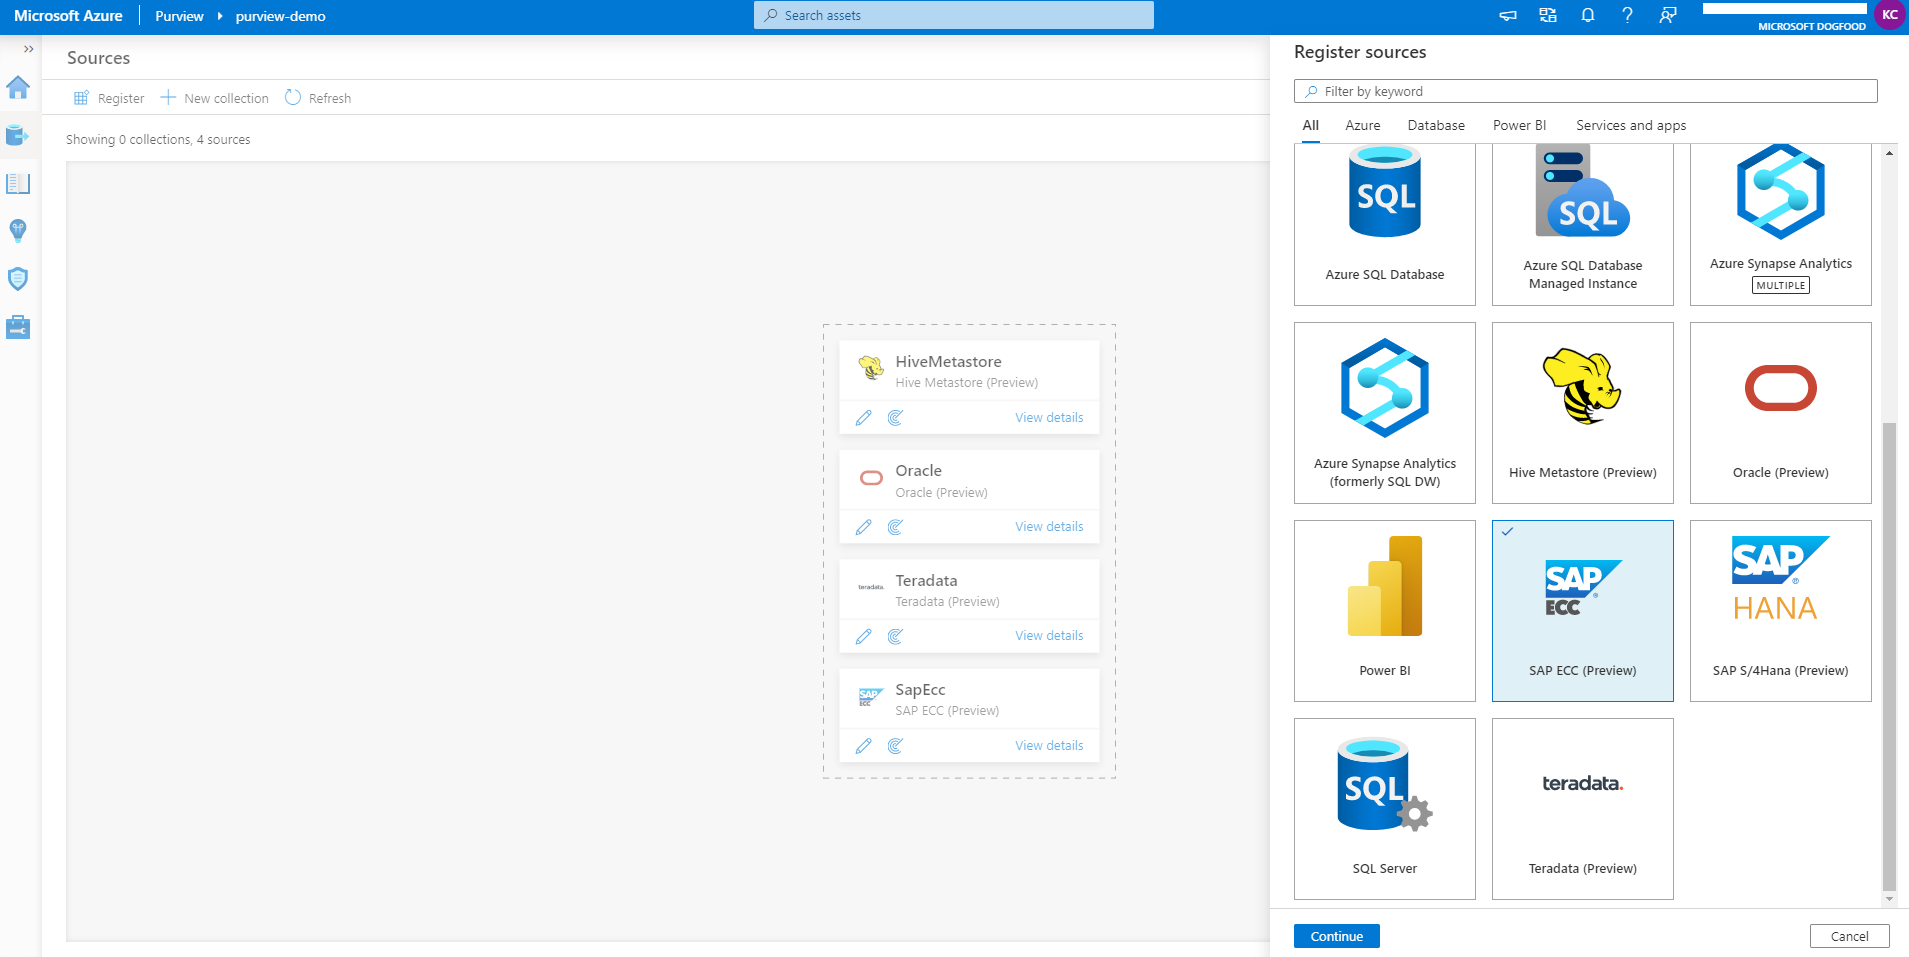 Microsoft Azure
Purview
purview-demo
Search assets
MICROSOFT DOGFOOD
KC
Sources
Register
New collection
Refresh
Showing 0 collections, 4 sources
HiveMetastore
Hive Metastore (Preview)
View details
Oracle
Oracle (Preview)
View details
teradata.
Teradata
Teradata (Preview)
View details
SAP
ECC
SapEcc
SAP ECC (Preview)
View details
Register sources
Filter by keyword
All
Azure
Database
Power BI
Services and apps
SQL
Azure SQL Database
SQL
Azure SQL Database
Managed Instance
Azure Synapse Analytics
MULTIPLE
Azure Synapse Analytics
(formerly SQL DW)
Hive Metastore (Preview)
Oracle (Preview)
Power BI
SAP®
ECC
SAP ECC (Preview)
SAP®
HANA
SAP S/4Hana (Preview)
SQL
SQL Server
teradata.
Teradata (Preview)
Continue
Cancel